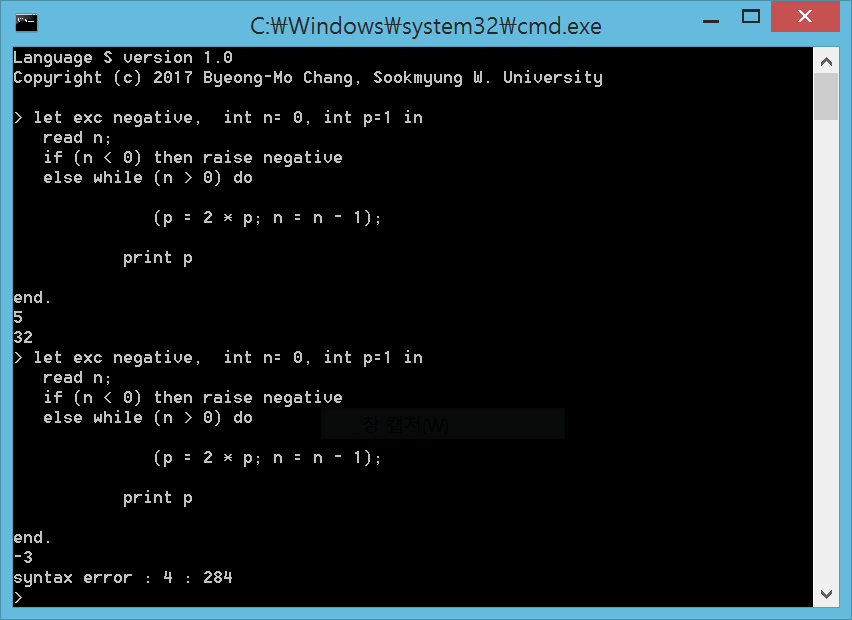 C:₩Windows₩system32₩cmd.exe
Language S version 1.0
Copyright (c) 2017 Byeong-Mo Chang, Sookmyung W. University
> let exc negative,  int n= 0, int p=1 in
   read n;
   if (n < 0) then raise negative
   else while (n > 0) do
              (p = 2 * p; n = n - 1);
           print p
end.
5
32
> let exc negative,  int n= 0, int p=1 in
   read n;
   if (n < 0) then raise negative
   else while (n > 0) do
창 캡처(W)
              (p = 2 * p; n = n - 1);
           print p
end.
-3
syntax error : 4 : 284
>